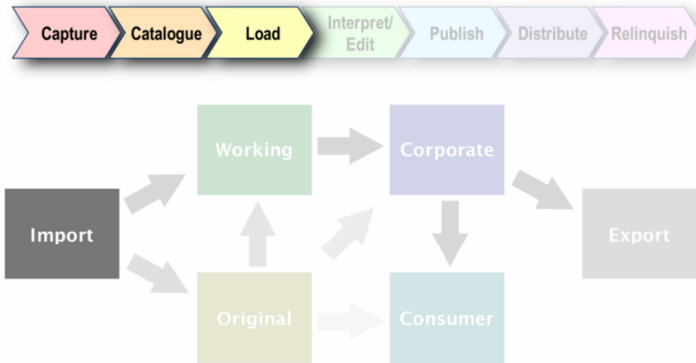 Capture
Catalogue
Load
Interpret/
Edit
Publish
Distribute
Relinquish
Working
Corporate
Import
Export
Original
Consumer